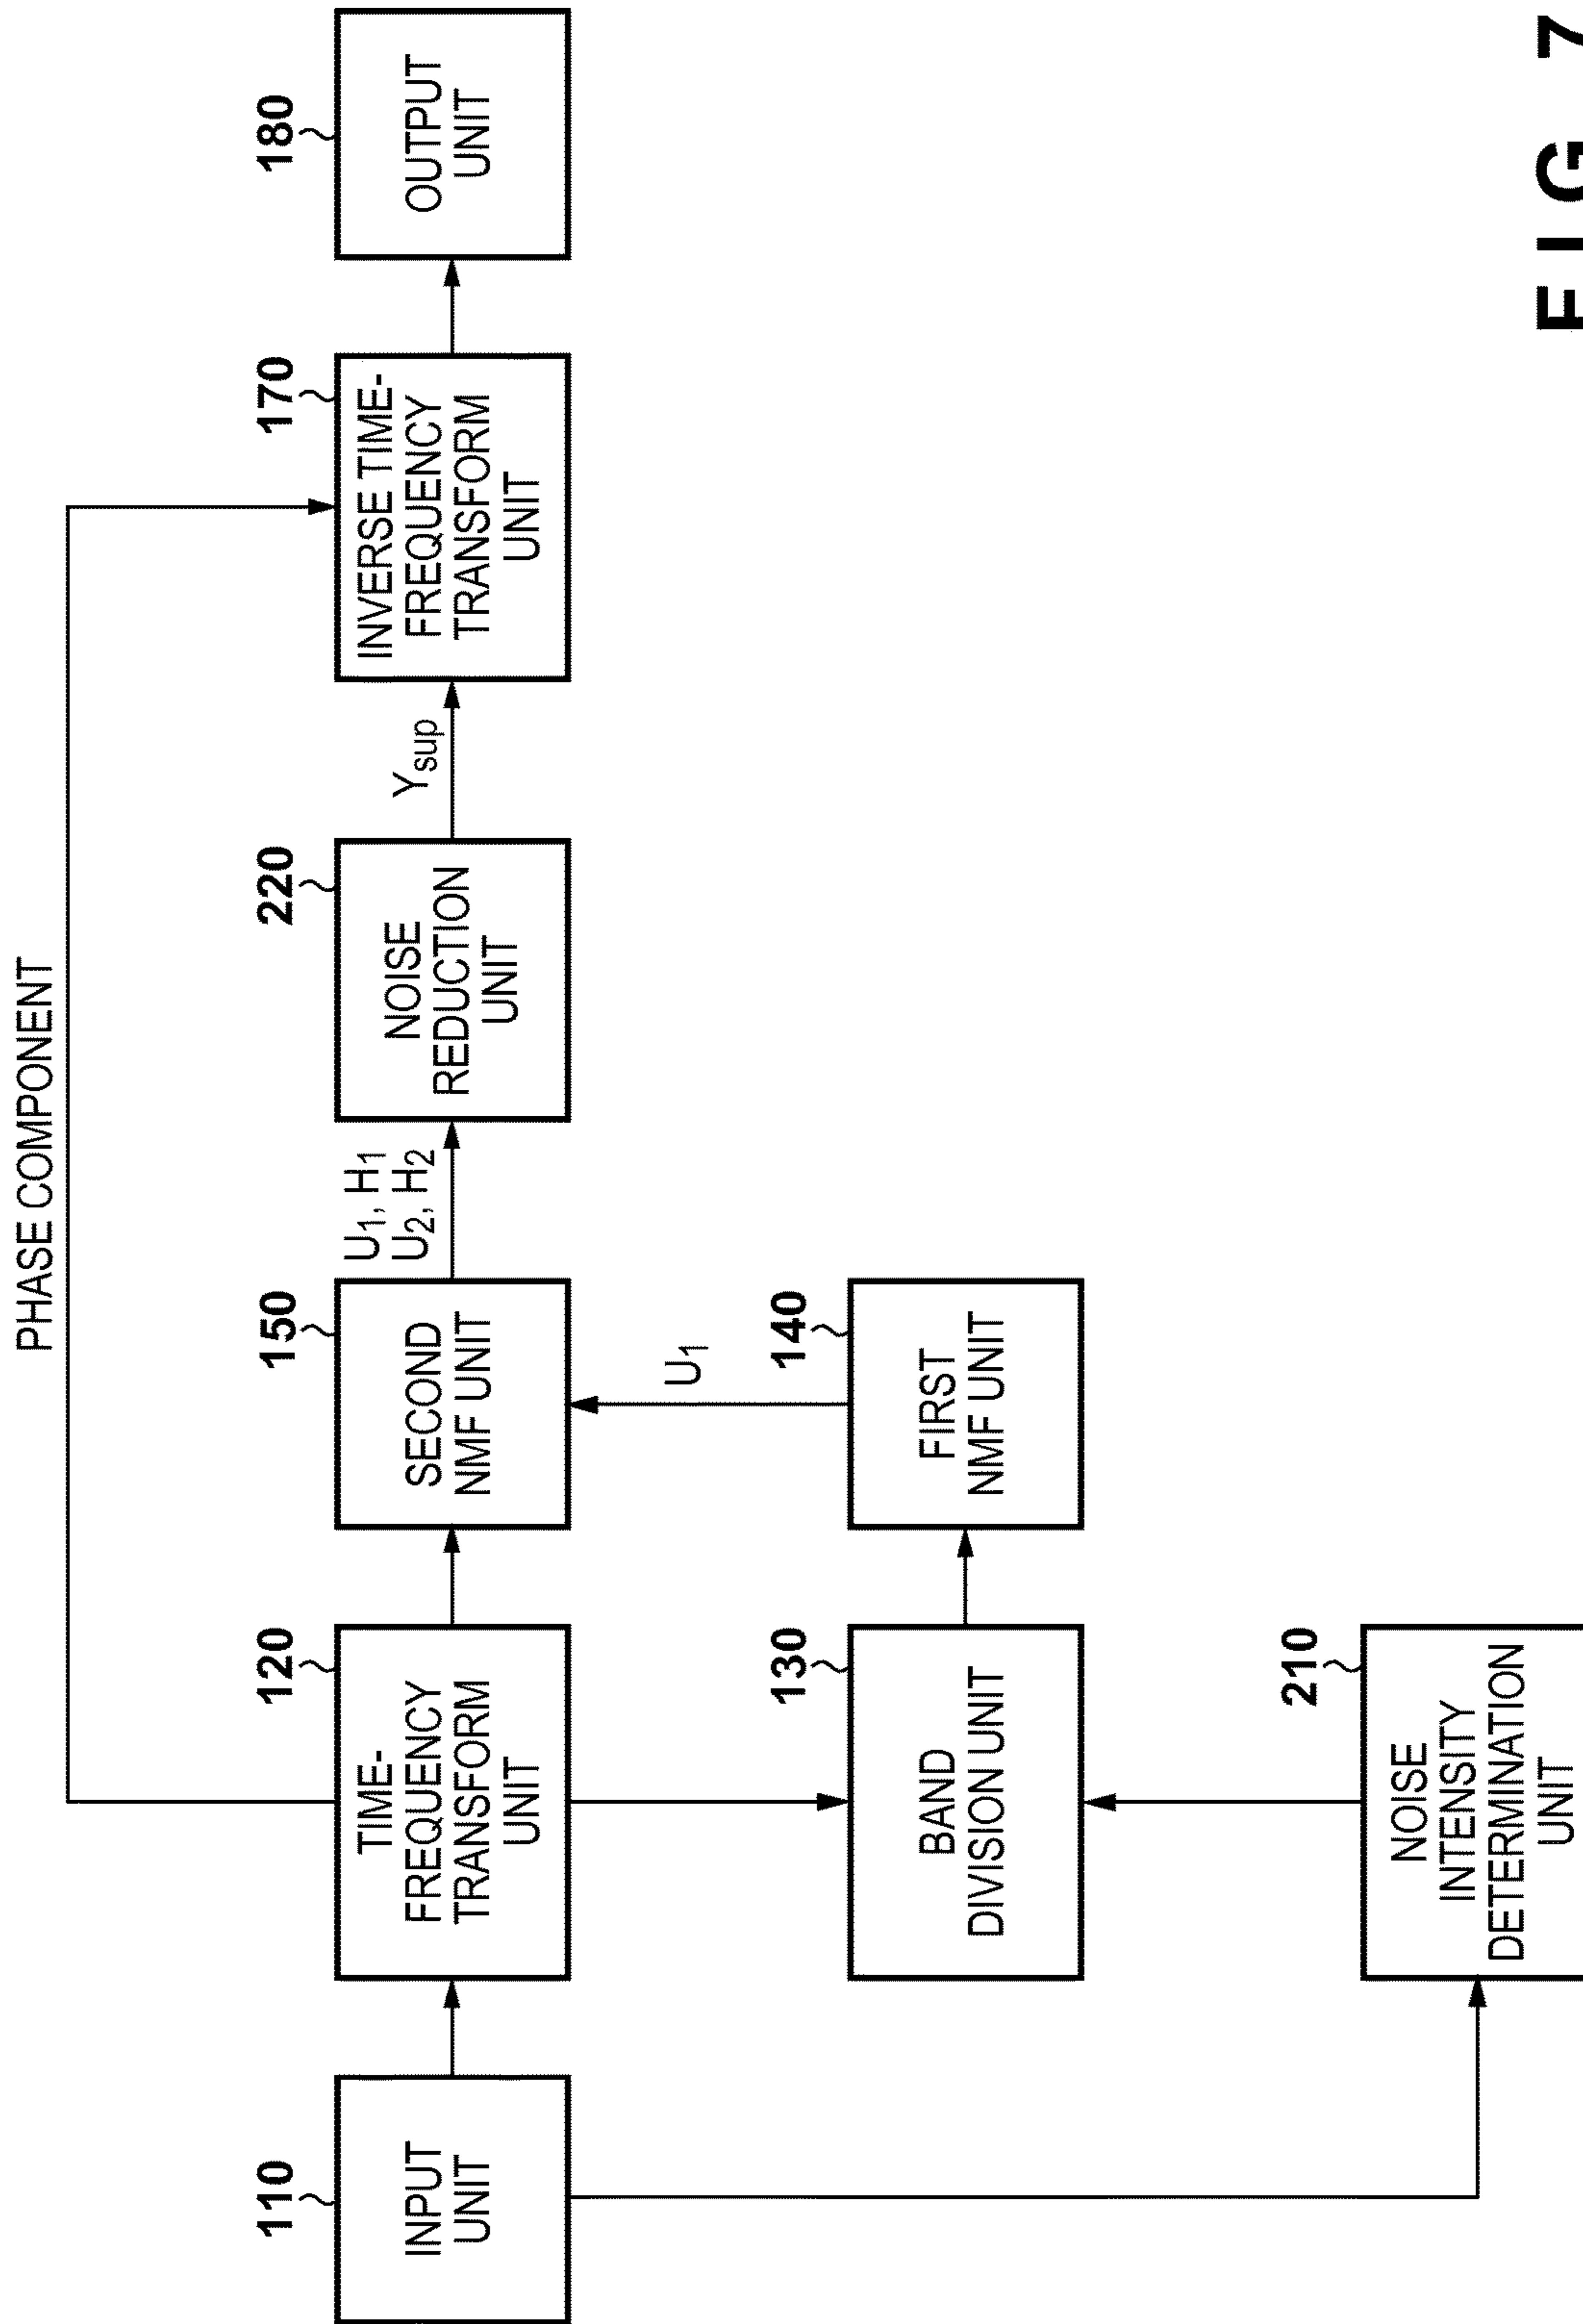 PHASE COMPONENT
110
INPUT
UNIT
120
TIME-
FREQUENCY
TRANSFORM
UNIT
150
SECOND
NMF UNIT
U₁, H₁
U₂, H₂
220
NOISE
REDUCTION
UNIT
Y_sup
170
INVERSE TIME-
FREQUENCY
TRANSFORM
UNIT
180
OUTPUT
UNIT
130
BAND
DIVISION UNIT
140
FIRST
NMF UNIT
U₁
210
NOISE
INTENSITY
DETERMINATION
UNIT
FIG 7